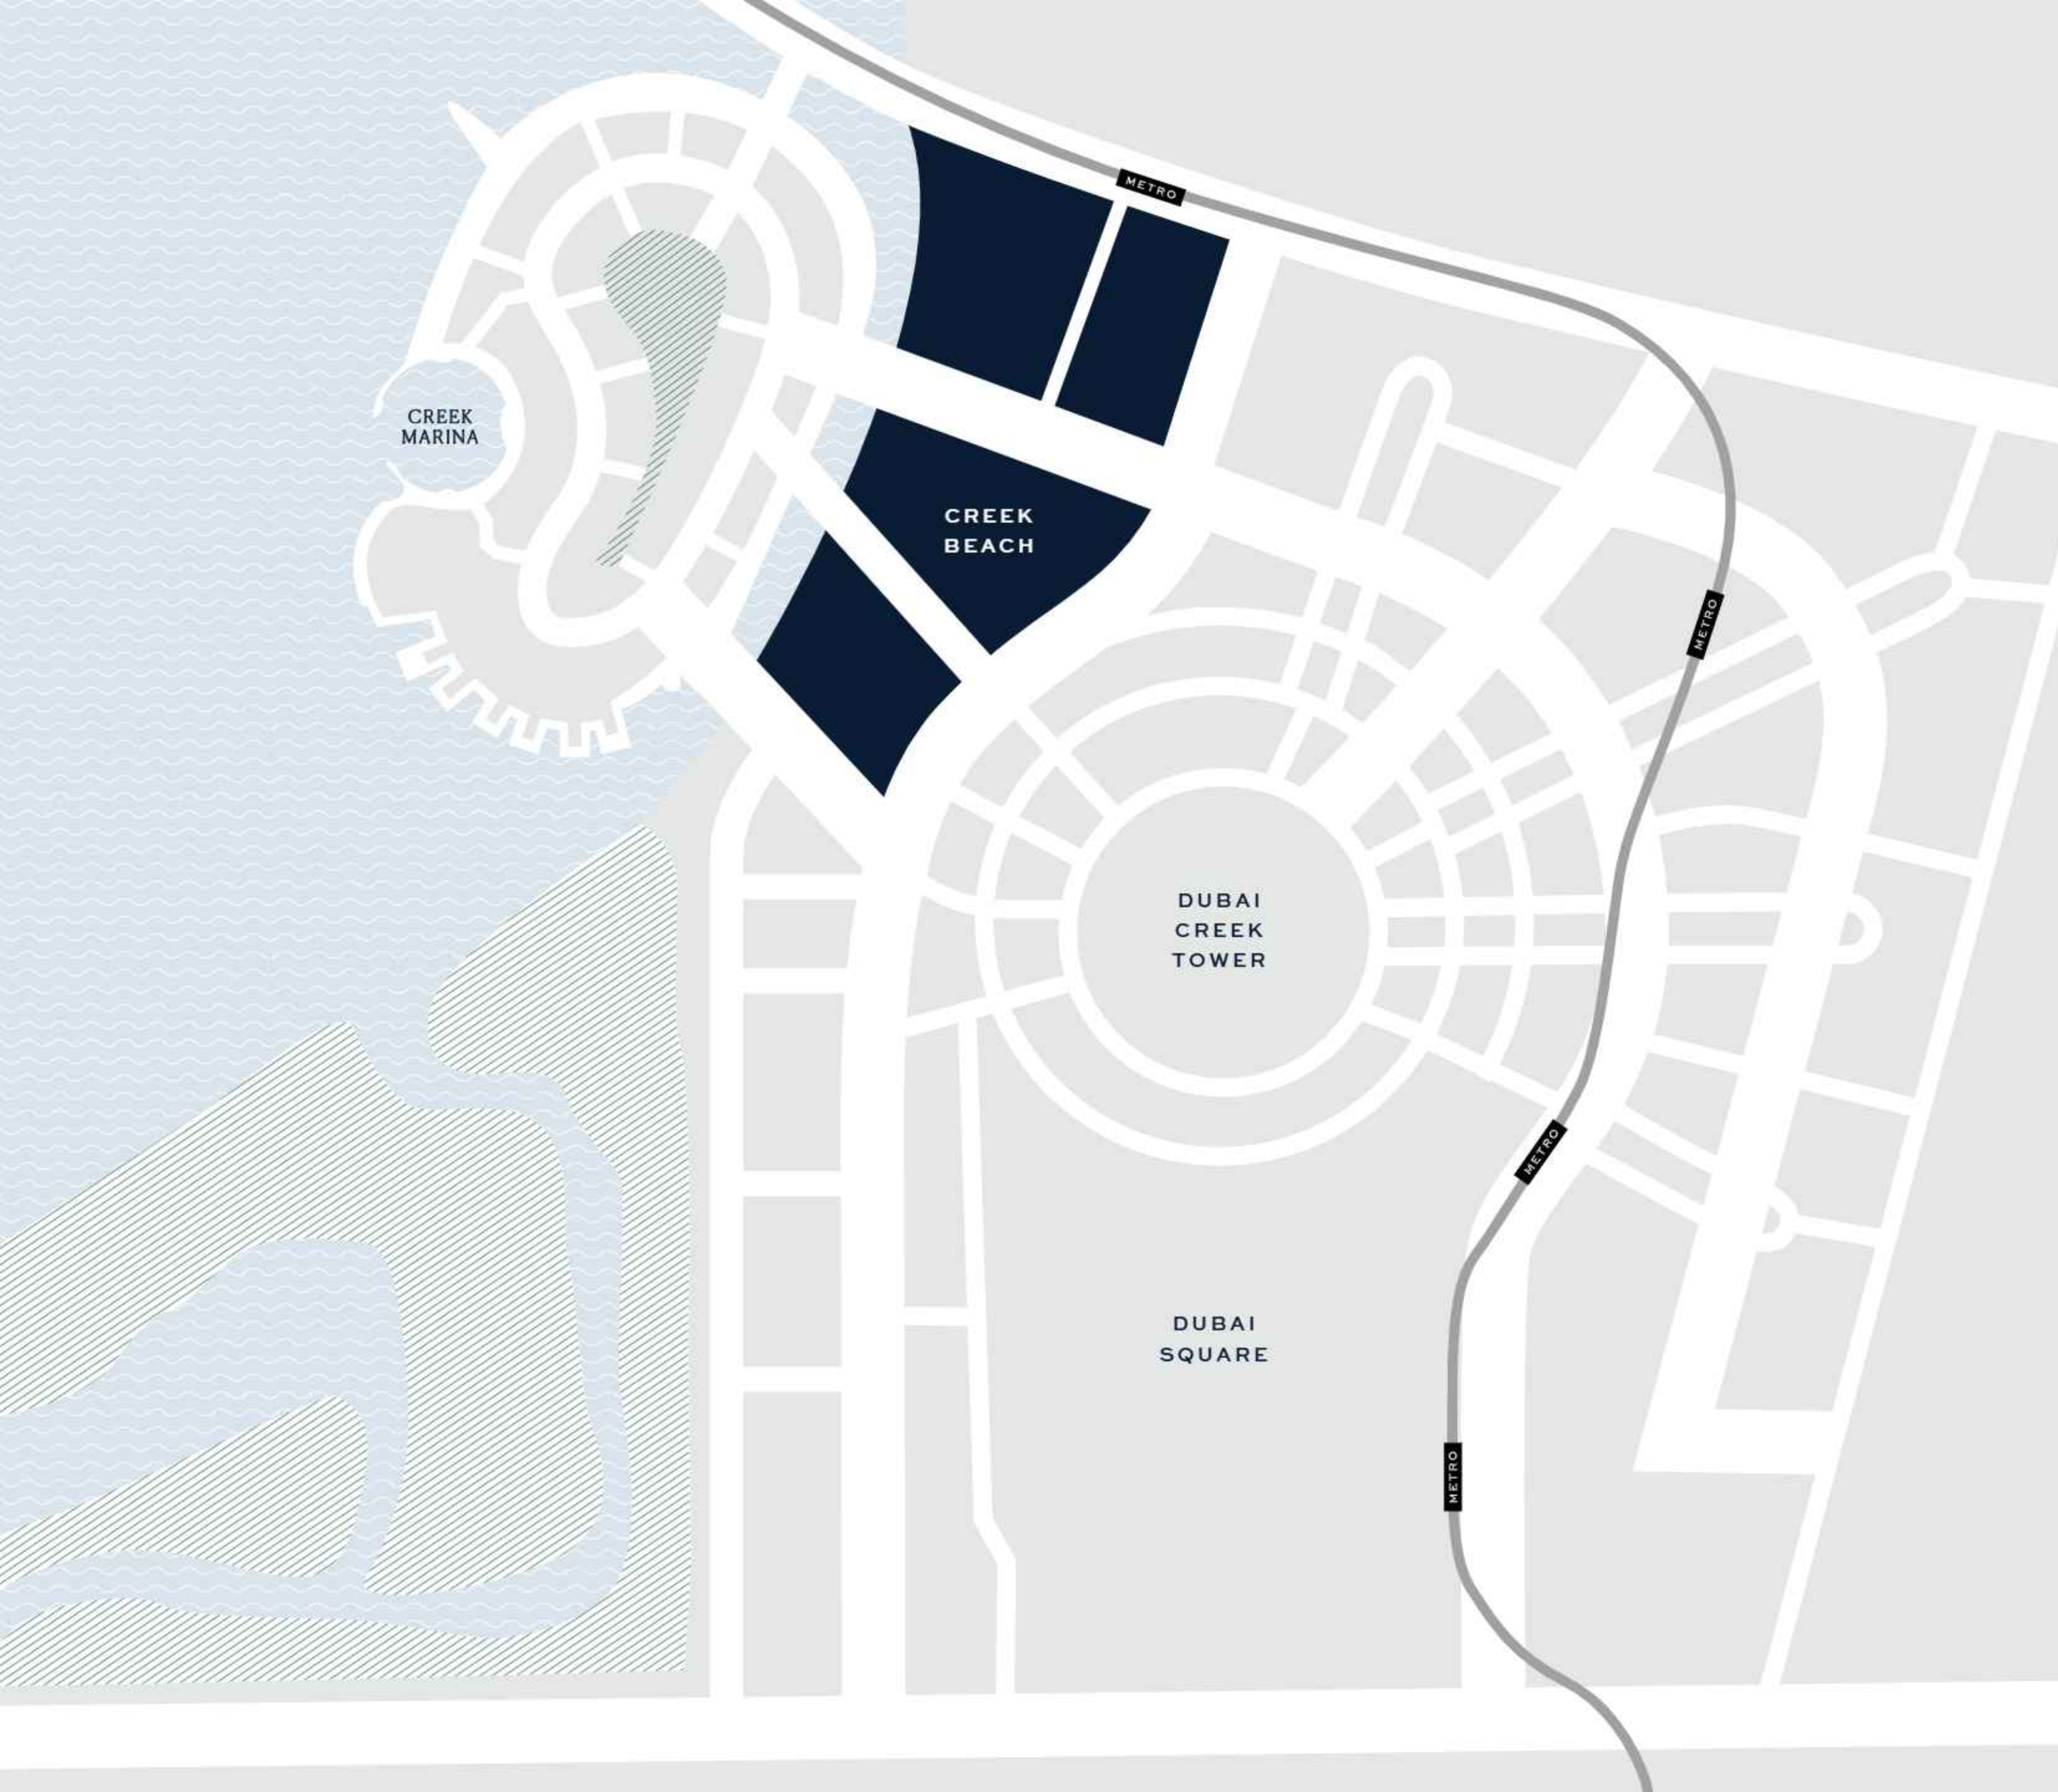 METRO
CREEK
MARINA
CREEK
BEACH
METRO
DUBAI
CREEK
TOWER
METRO
DUBAI
SQUARE
METRO